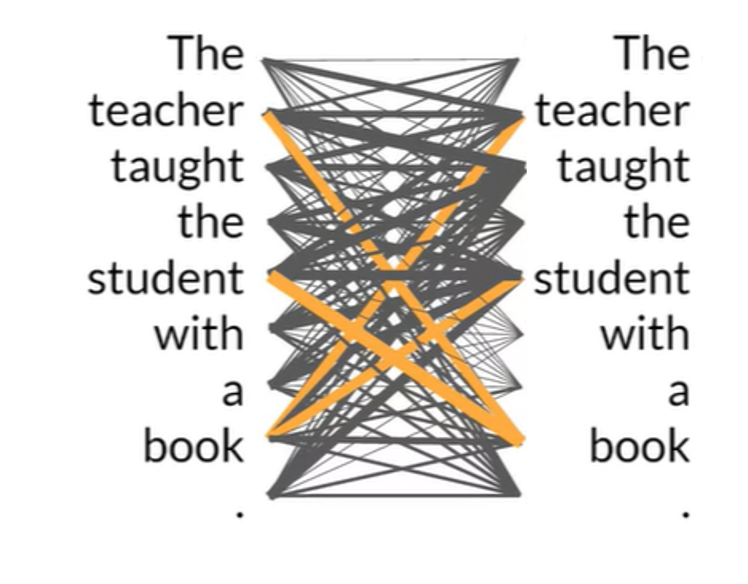 The The
teacher teacher
taught taught
the the
student student
with with
a a
book book
. .